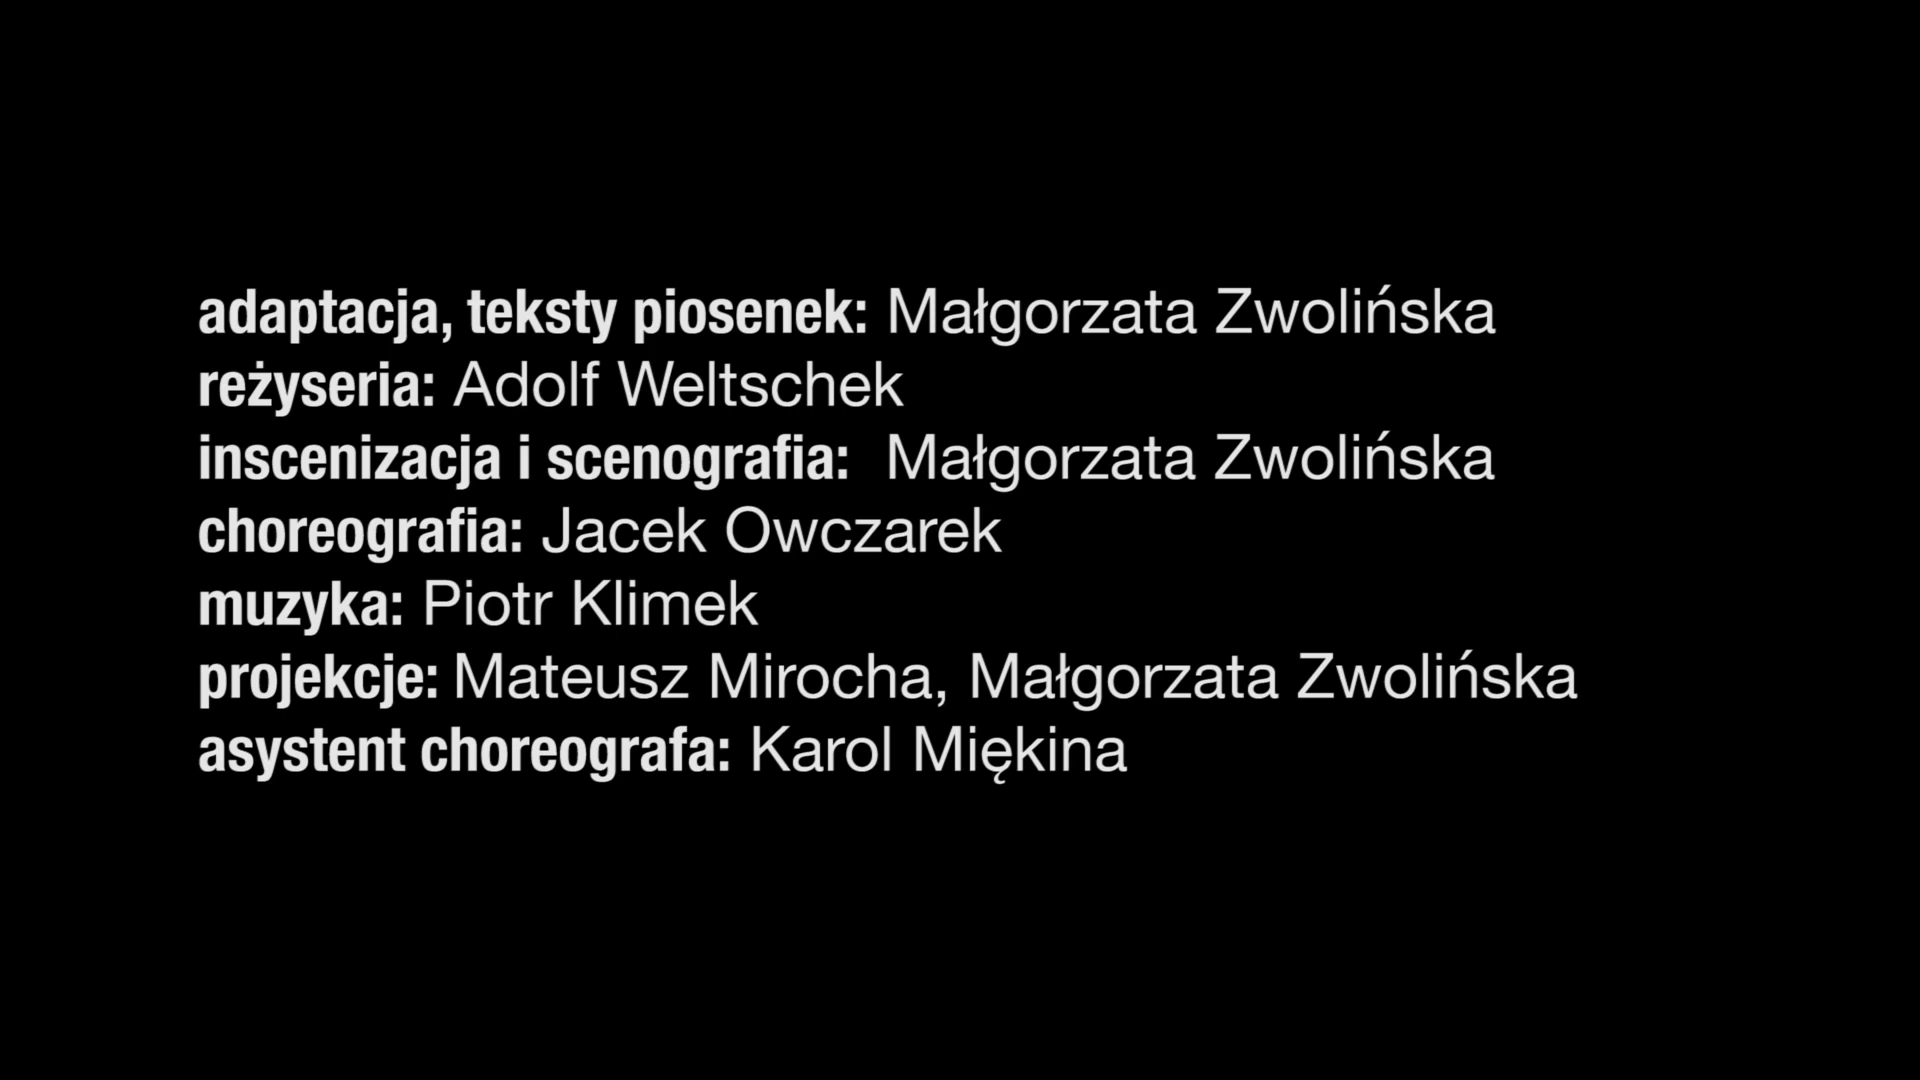 adaptacja, teksty piosenek: Małgorzata Zwolińska
reżyseria: Adolf Weltschek
inscenizacja i scenografia: Małgorzata Zwolińska
choreografia: Jacek Owczarek
muzyka: Piotr Klimek
projekcje: Mateusz Mirocha, Małgorzata Zwolińska
asystent choreografa: Karol Miękina